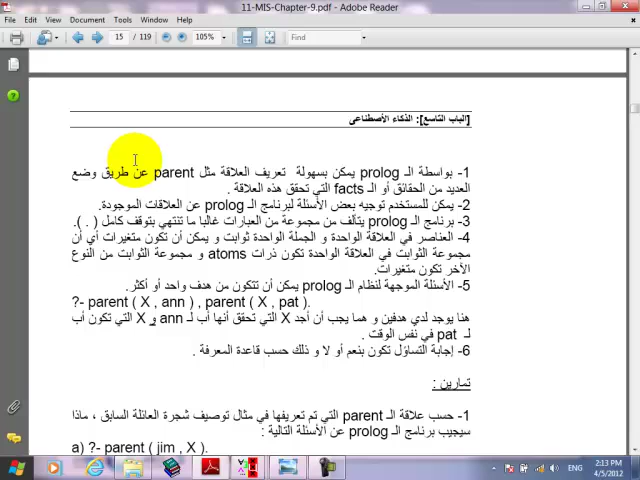 11-MIS-Chapter-9.pdf - Adobe Reader
File Edit View Document Tools Window Help
15 / 119 105% Find
[الباب التاسع]: الذكاء الأصطناعى
1- بواسطة الـ prolog يمكن بسهولة تعريف العلاقة مثل parent عن طريق وضع
العديد من الحقائق أو الـ facts التي تحقق هذه العلاقة .
2- يمكن للمستخدم توجيه بعض الأسئلة لبرنامج الـ prolog عن العلاقات الموجودة.
3- برنامج الـ prolog يتألف من مجموعة من العبارات غالبا ما تنتهي بتوقف كامل ( . ).
4- العناصر في العلاقة الواحدة و الجملة الواحدة ثوابت و يمكن أن تكون متغيرات أي أن
مجموعة الثوابت في العلاقة الواحدة تكون ذرات atoms و مجموعة الثوابت من النوع
الآخر تكون متغيرات.
5- الأسئلة الموجهة لنظام الـ prolog يمكن أن تتكون من هدف واحد أو أكثر.
?- parent ( X , ann ) , parent ( X , pat ).
هنا يوجد لدي هدفين و هما يجب أن أجد X التي تحقق أنها أب لـ ann و X التي تكون أب
لـ pat في نفس الوقت .
6- إجابة التساؤل تكون بنعم أو لا و ذلك حسب قاعدة المعرفة .
تمارين :
1- حسب علاقة الـ parent التي تم تعريفها في مثال توصيف شجرة العائلة السابق ، ماذا
سيجيب برنامج الـ prolog عن الأسئلة التالية :
a) ?- parent ( jim , X ).
ENG
2:13 PM
4/5/2012